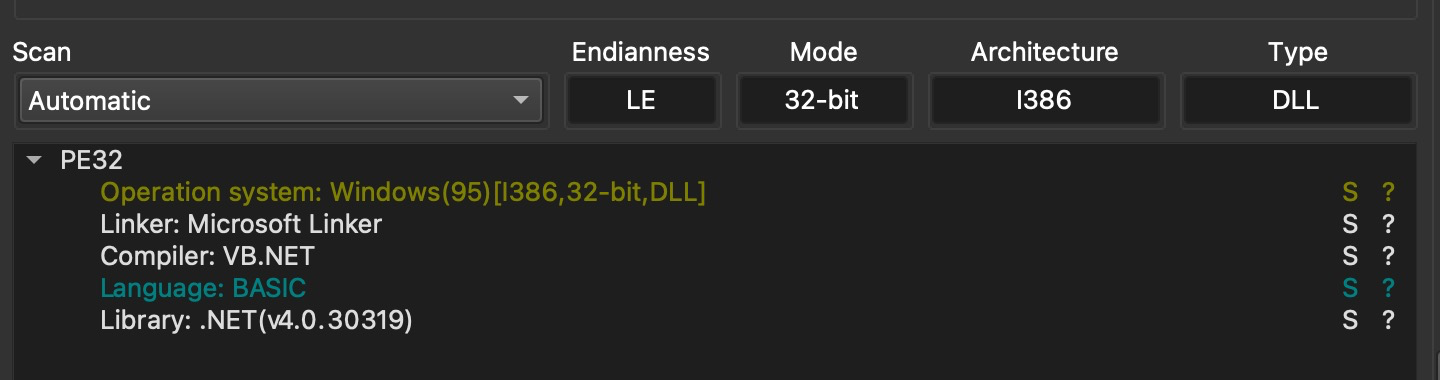 Scan Endianness Mode Architecture Type
Automatic LE 32-bit I386 DLL
PE32
Operation system: Windows(95)[I386,32-bit,DLL] S ?
Linker: Microsoft Linker S ?
Compiler: VB.NET S ?
Language: BASIC S ?
Library: .NET(v4.0.30319) S ?